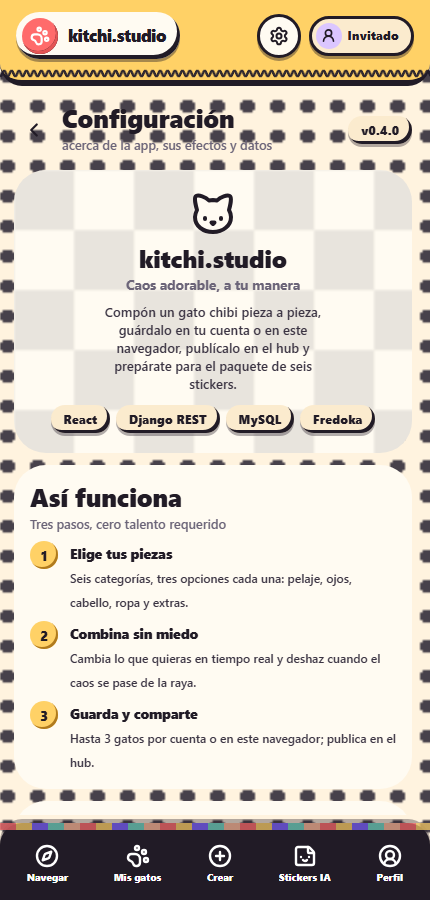 kitchi.studio
Invitado
Configuración
acerca de la app, sus efectos y datos
v0.4.0
kitchi.studio
Caos adorable, a tu manera
Compón un gato chibi pieza a pieza,
guárdalo en tu cuenta o en este
navegador, publícalo en el hub y
prepárate para el paquete de seis
stickers.
React
Django REST
MySQL
Fredoka
Así funciona
Tres pasos, cero talento requerido
1 Elige tus piezas
Seis categorías, tres opciones cada una: pelaje, ojos,
cabello, ropa y extras.
2 Combina sin miedo
Cambia lo que quieras en tiempo real y deshaz cuando el
caos se pase de la raya.
3 Guarda y comparte
Hasta 3 gatos por cuenta o en este navegador; publica en el
hub.
Navegar
Mis gatos
Crear
Stickers IA
Perfil